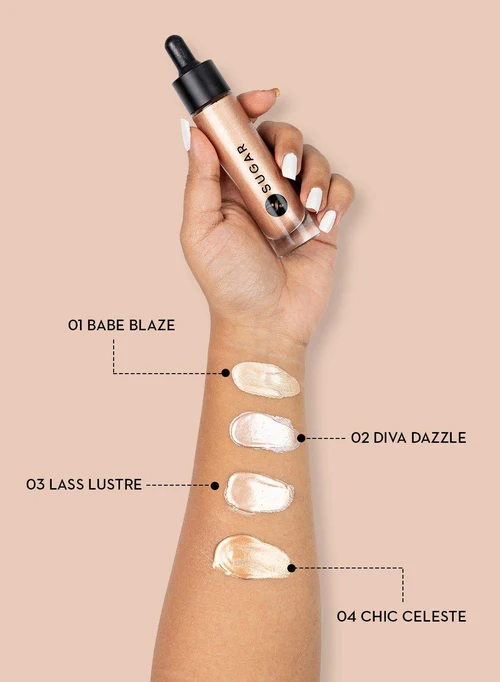 SUGAR
01 BABE BLAZE
02 DIVA DAZZLE
03 LASS LUSTRE
04 CHIC CELESTE